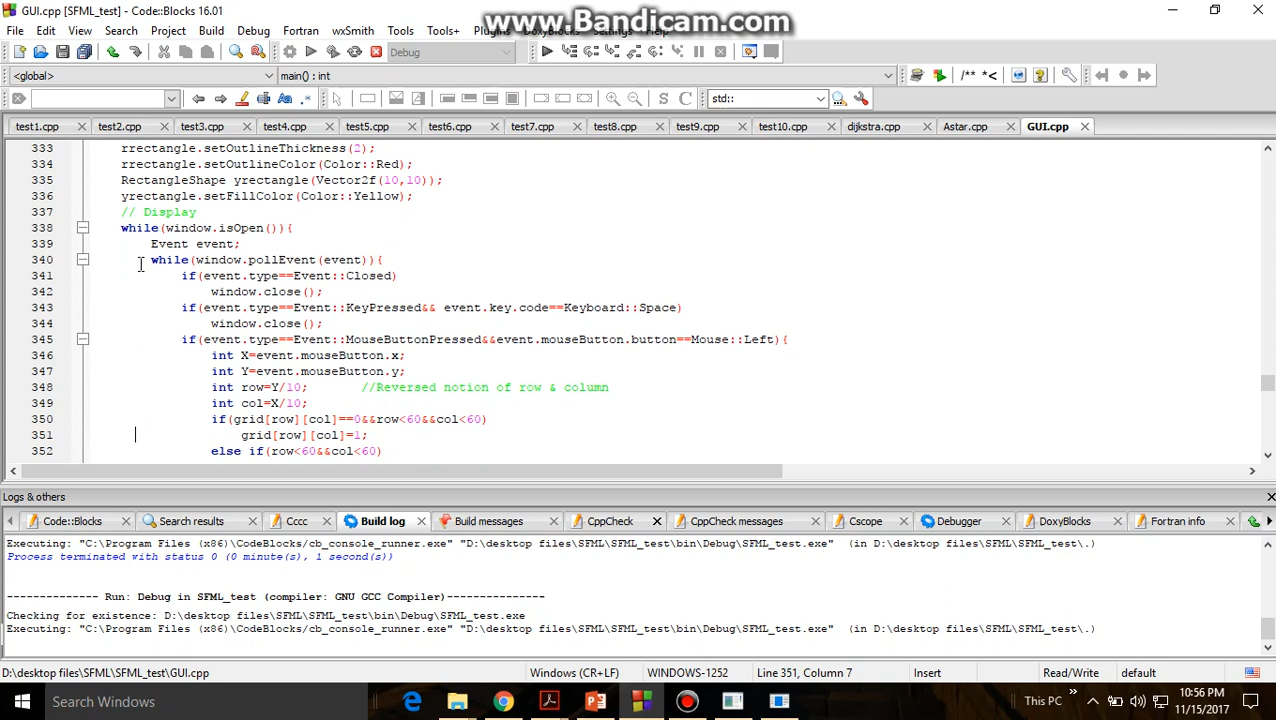 GUI.cpp [SFML_test] - Code::Blocks 16.01
www.Bandicam.com
File Edit View Search Project Build Debug Fortran wxSmith Tools Tools+ Plugins DoxyBlocks Settings Help
Debug
<global> main() : int /** *<
std::
test1.cpp test2.cpp test3.cpp test4.cpp test5.cpp test6.cpp test7.cpp test8.cpp test9.cpp test10.cpp dijkstra.cpp Astar.cpp GUI.cpp
333 rrectangle.setOutlineThickness(2);
334 rrectangle.setOutlineColor(Color::Red);
335 RectangleShape yrectangle(Vector2f(10,10));
336 yrectangle.setFillColor(Color::Yellow);
337 // Display
338 while(window.isOpen()){
339 Event event;
340 while(window.pollEvent(event)){
341 if(event.type==Event::Closed)
342 window.close();
343 if(event.type==Event::KeyPressed&& event.key.code==Keyboard::Space)
344 window.close();
345 if(event.type==Event::MouseButtonPressed&&event.mouseButton.button==Mouse::Left){
346 int X=event.mouseButton.x;
347 int Y=event.mouseButton.y;
348 int row=Y/10; //Reversed notion of row & column
349 int col=X/10;
350 if(grid[row][col]==0&&row<60&&col<60)
351 grid[row][col]=1;
352 else if(row<60&&col<60)
Logs & others
Code::Blocks Search results Cccc Build log Build messages CppCheck CppCheck messages Cscope Debugger DoxyBlocks Fortran info
Executing: "C:\Program Files (x86)\CodeBlocks/cb_console_runner.exe" "D:\desktop files\SFML\SFML_test\bin\Debug\SFML_test.exe" (in D:\desktop files\SFML\SFML_test\.)
Process terminated with status 0 (0 minute(s), 1 second(s))
-------------- Run: Debug in SFML_test (compiler: GNU GCC Compiler)---------------
Checking for existence: D:\desktop files\SFML\SFML_test\bin\Debug\SFML_test.exe
Executing: "C:\Program Files (x86)\CodeBlocks/cb_console_runner.exe" "D:\desktop files\SFML\SFML_test\bin\Debug\SFML_test.exe" (in D:\desktop files\SFML\SFML_test\.)
D:\desktop files\SFML\SFML_test\GUI.cpp Windows (CR+LF) WINDOWS-1252 Line 351, Column 7 Insert Read/Write default
Search Windows This PC 10:56 PM
11/15/2017